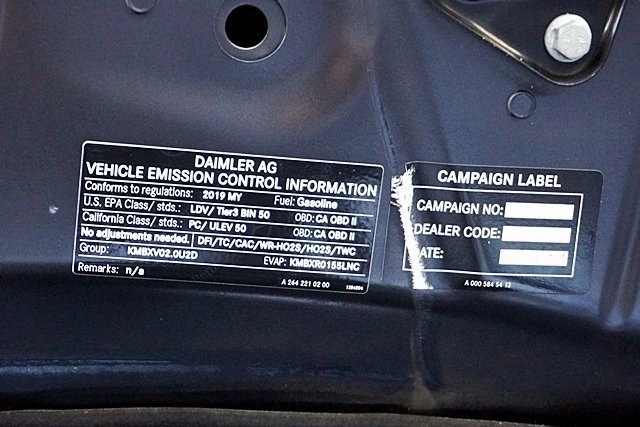 DAIMLER AG
VEHICLE EMISSION CONTROL INFORMATION
Conforms to regulations: 2019 MY Fuel: Gasoline
U.S. EPA Class/ stds.: LDV/ Tier3 BIN 50 OBD: CA OBD II
California Class/ stds.: PC/ ULEV 50 OBD: CA OBD II
No adjustments needed. DFI/TC/CAC/WR-HO2S/HO2S/TWC
Group: KMBXV02.0U2D EVAP: KMBXR0155LNC
Remarks: n/a
A 264 221 02 00
CAMPAIGN LABEL
CAMPAIGN NO:
DEALER CODE:
DATE:
A 000 584 54 13